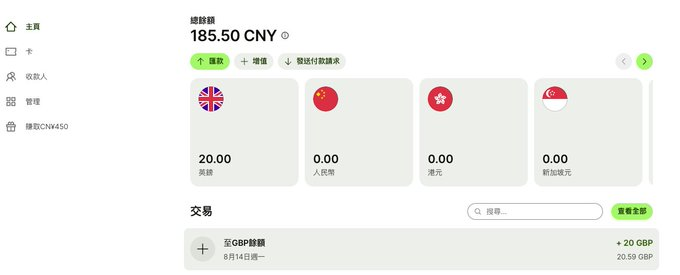 主頁
卡
收款人
管理
賺取CN¥450
總餘額
185.50 CNY
匯款
增值
發送付款請求
20.00
英鎊
0.00
人民幣
0.00
港元
0.00
新加坡元
交易
搜尋...
查看全部
至GBP餘額
+ 20 GBP
8月14日週一
20.59 GBP